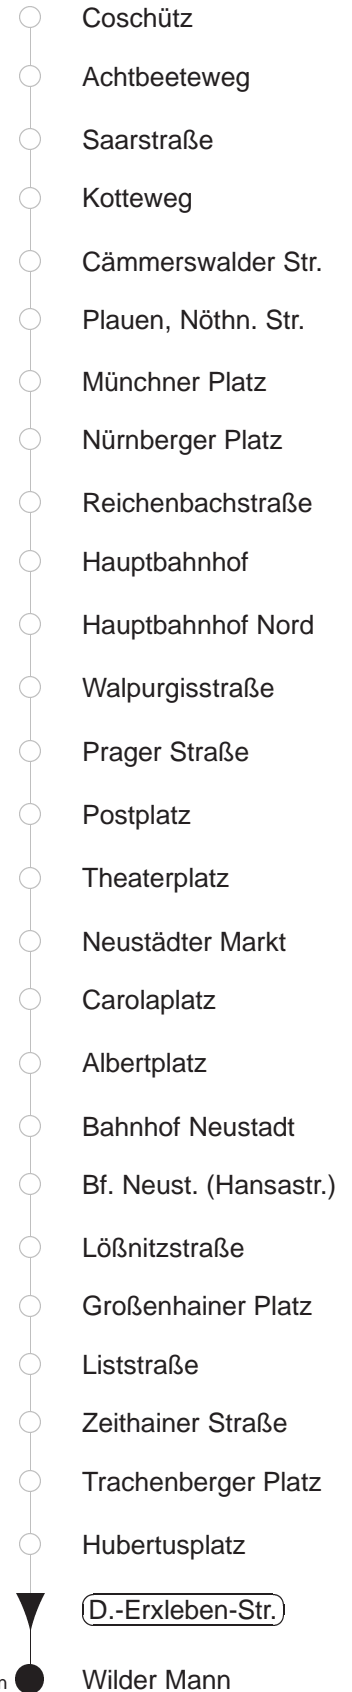 Coschütz
Achtbeeteweg
Saarstraße
Kotteweg
Cämmerswalder Str.
Plauen, Nöthn. Str.
Münchner Platz
Nürnberger Platz
Reichenbachstraße
Hauptbahnhof
Hauptbahnhof Nord
Walpurgisstraße
Prager Straße
Postplatz
Theaterplatz
Neustädter Markt
Carolaplatz
Albertplatz
Bahnhof Neustadt
Bf. Neust. (Hansastr.)
Lößnitzstraße
Großenhainer Platz
Liststraße
Zeithainer Straße
Trachenberger Platz
Hubertusplatz
D.-Erxleben-Str.
Wilder Mann